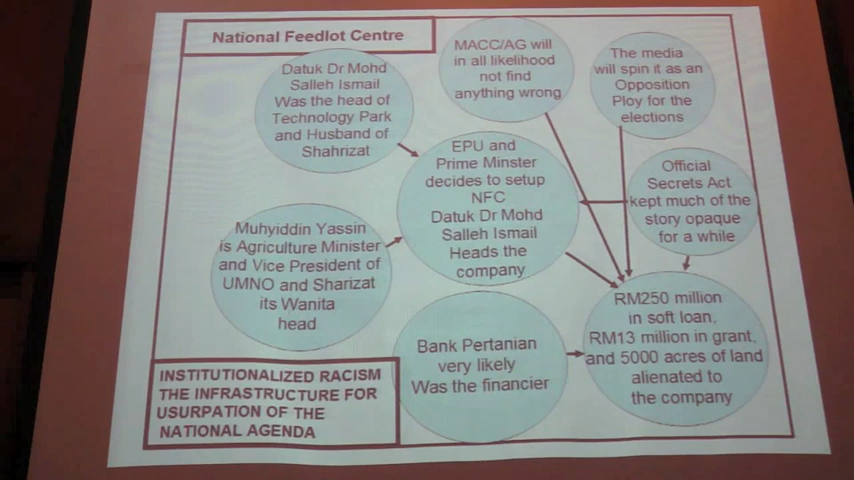 National Feedlot Centre
Datuk Dr Mohd
Salleh Ismail
Was the head of
Technology Park
and Husband of
Shahrizat
MACC/AG will
in all likelihood
not find
anything wrong
The media
will spin it as an
Opposition
Ploy for the
elections
EPU and
Prime Minster
decides to setup
NFC
Datuk Dr Mohd
Salleh Ismail
Heads the
company
Official
Secrets Act
kept much of the
story opaque
for a while
Muhyiddin Yassin
is Agriculture Minister
and Vice President of
UMNO and Sharizat
its Wanita
head
Bank Pertanian
very likely
Was the financier
RM250 million
in soft loan,
RM13 million in grant,
and 5000 acres of land
alienated to
the company
INSTITUTIONALIZED RACISM
THE INFRASTRUCTURE FOR
USURPATION OF THE
NATIONAL AGENDA